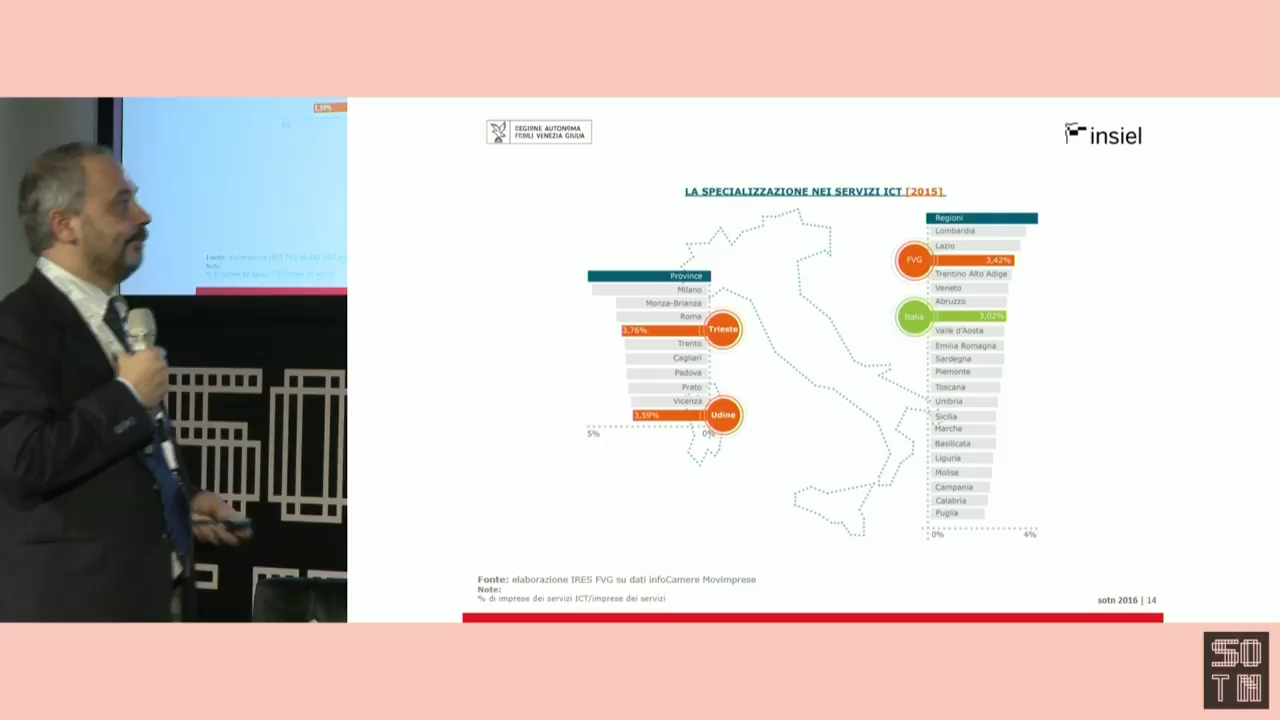 REGIONE AUTONOMA
FRIULI VENEZIA GIULIA
insiel
LA SPECIALIZZAZIONE NEI SERVIZI ICT [2015]
Province
Milano
Monza-Brianza
Roma
3,76% Trieste
Trento
Cagliari
Padova
Prato
Vicenza
3,59% Udine
5% 0%
Regioni
Lombardia
Lazio
FVG 3,42%
Trentino Alto Adige
Veneto
Abruzzo
Italia 3,02%
Valle d'Aosta
Emilia Romagna
Sardegna
Piemonte
Toscana
Umbria
Sicilia
Marche
Basilicata
Liguria
Molise
Campania
Calabria
Puglia
0% 4%
Fonte: elaborazione IRES FVG su dati infoCamere Movimprese
Note:
% di imprese dei servizi ICT/imprese dei servizi
sotn 2016 | 14
3,59%
SO
TN